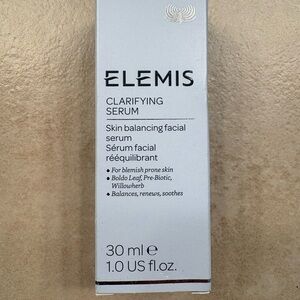 ELEMIS
CLARIFYING
SERUM
Skin balancing facial
serum
Sérum facial
rééquilibrant
• For blemish prone skin
• Boldo Leaf, Pre-Biotic,
Willowherb
• Balances, renews, soothes
30 ml e
1.0 US fl.oz.